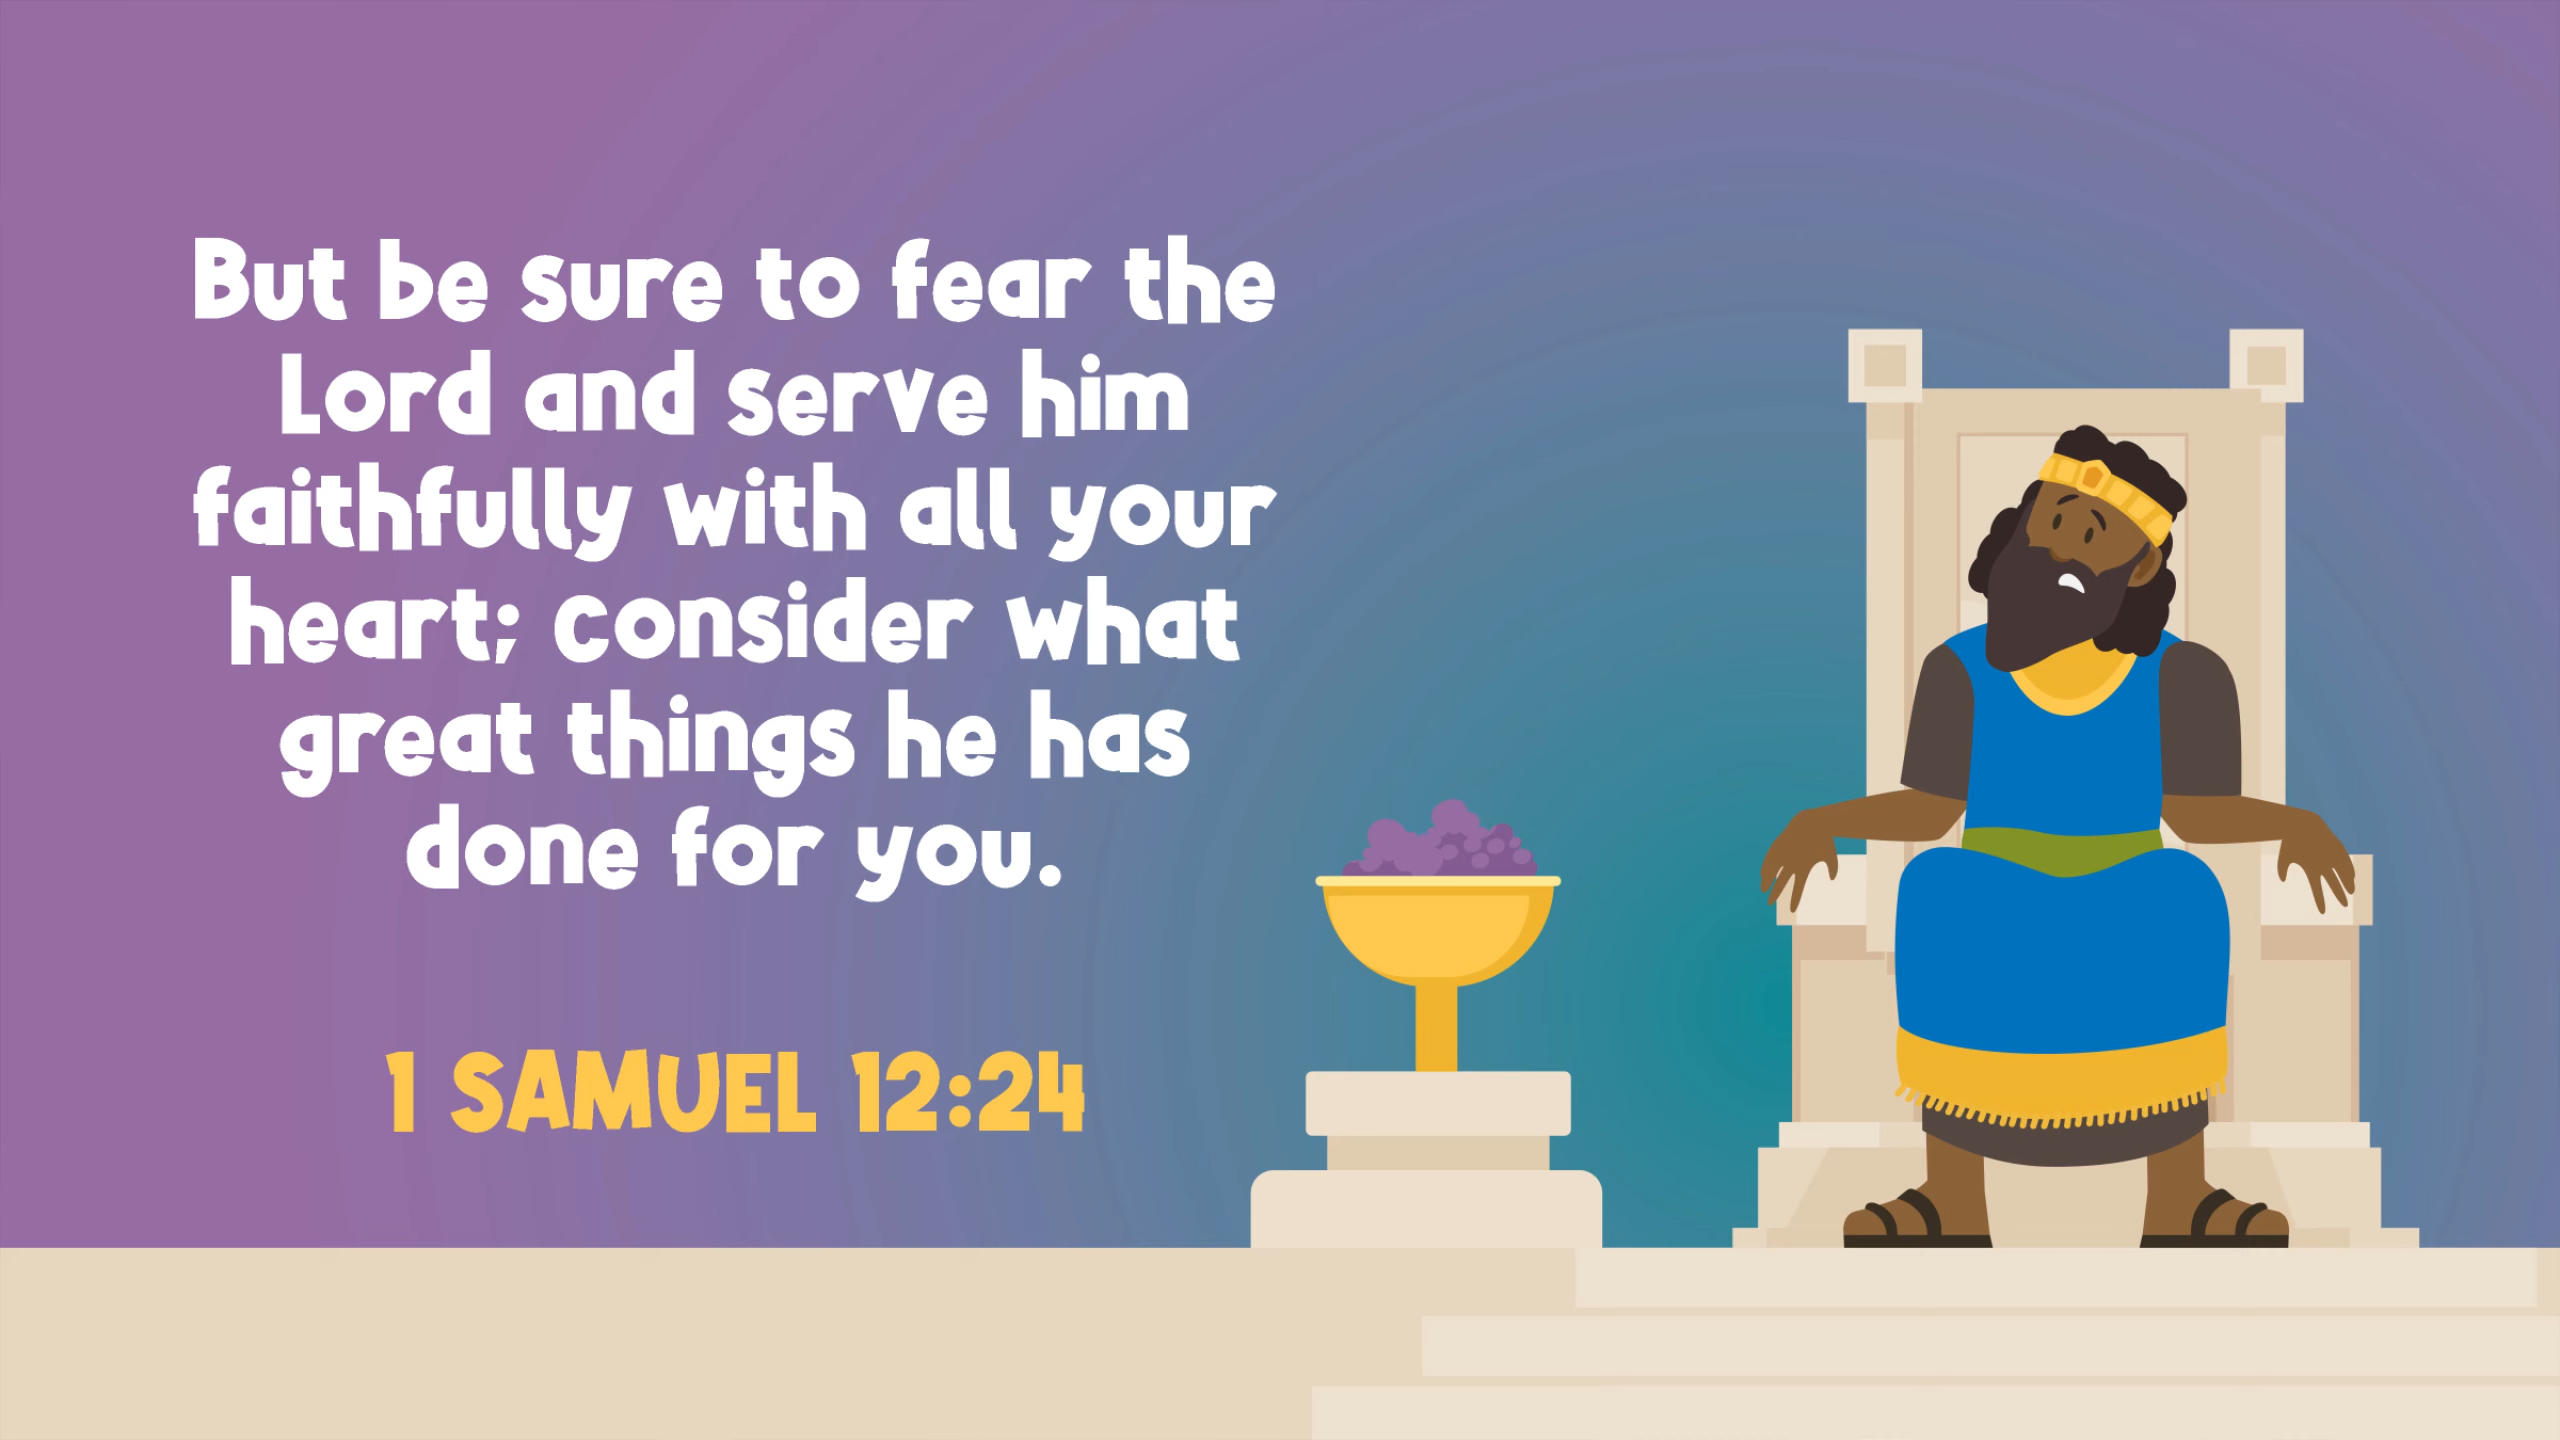 But be sure to fear the
Lord and serve him
faithfully with all your
heart; consider what
great things he has
done for you.
1 SAMUEL 12:24